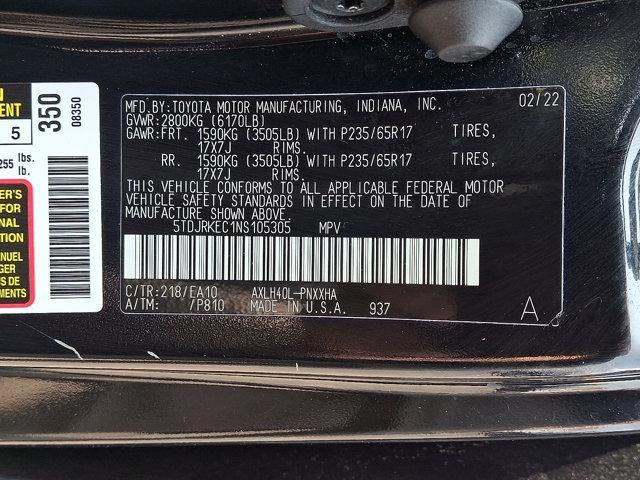 MFD.BY:TOYOTA MOTOR MANUFACTURING, INDIANA, INC. 02/22
GVWR:2800KG (6170LB)
GAWR:FRT. 1590KG (3505LB) WITH P235/65R17 TIRES,
17X7J RIMS.
RR. 1590KG (3505LB) WITH P235/65R17 TIRES,
17X7J RIMS.
THIS VEHICLE CONFORMS TO ALL APPLICABLE FEDERAL MOTOR
VEHICLE SAFETY STANDARDS IN EFFECT ON THE DATE OF
MANUFACTURE SHOWN ABOVE.
5TDJRKEC1NS105305 MPV
C/TR:218/EA10 AXLH40L-PNXXHA
A/TM: /P810 MADE IN U.S.A. 937 A
5
255 lbs.
lb.
350
08350
FOR